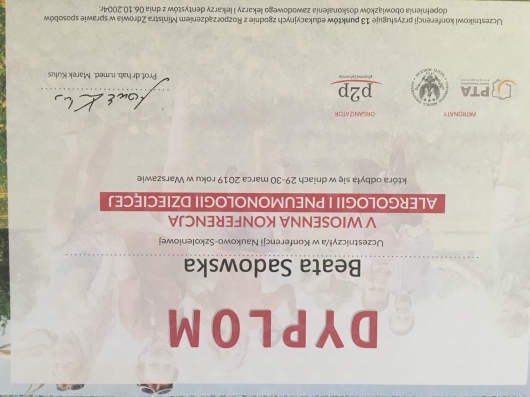 DYPLOM
Beata Sadowska
Uczestniczył/a w Konferencji Naukowo-Szkoleniowej
V WIOSENNA KONFERENCJA
ALERGOLOGII I PNEUMONOLOGII DZIECIĘCEJ
która odbyła się w dniach 29-30 marca 2019 roku w Warszawie
PATRONATY
ORGANIZATOR
PTA
p2p
Prof. dr hab. n.med. Marek Kulus
Uczestnikowi konferencji przysługuje 13 punktów edukacyjnych zgodnie z Rozporządzeniem Ministra Zdrowia w sprawie sposobów
dopełnienia obowiązków doskonalenia zawodowego lekarzy i lekarzy dentystów z dnia 06.10.2004r.